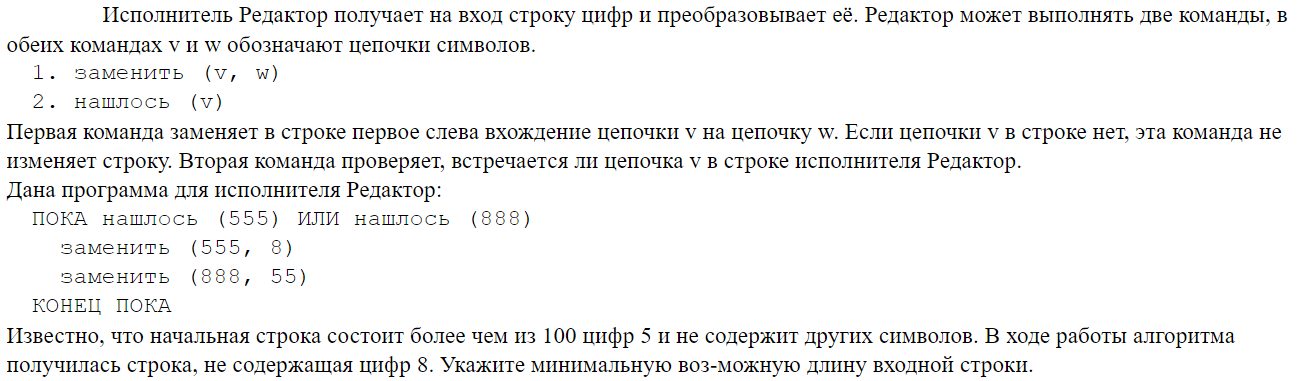 Исполнитель Редактор получает на вход строку цифр и преобразовывает её. Редактор может выполнять две команды, в
обеих командах v и w обозначают цепочки символов.
1. заменить (v, w)
2. нашлось (v)
Первая команда заменяет в строке первое слева вхождение цепочки v на цепочку w. Если цепочки v в строке нет, эта команда не
изменяет строку. Вторая команда проверяет, встречается ли цепочка v в строке исполнителя Редактор.
Дана программа для исполнителя Редактор:
ПОКА нашлось (555) ИЛИ нашлось (888)
заменить (555, 8)
заменить (888, 55)
КОНЕЦ ПОКА
Известно, что начальная строка состоит более чем из 100 цифр 5 и не содержит других символов. В ходе работы алгоритма
получилась строка, не содержащая цифр 8. Укажите минимальную воз-можную длину входной строки.